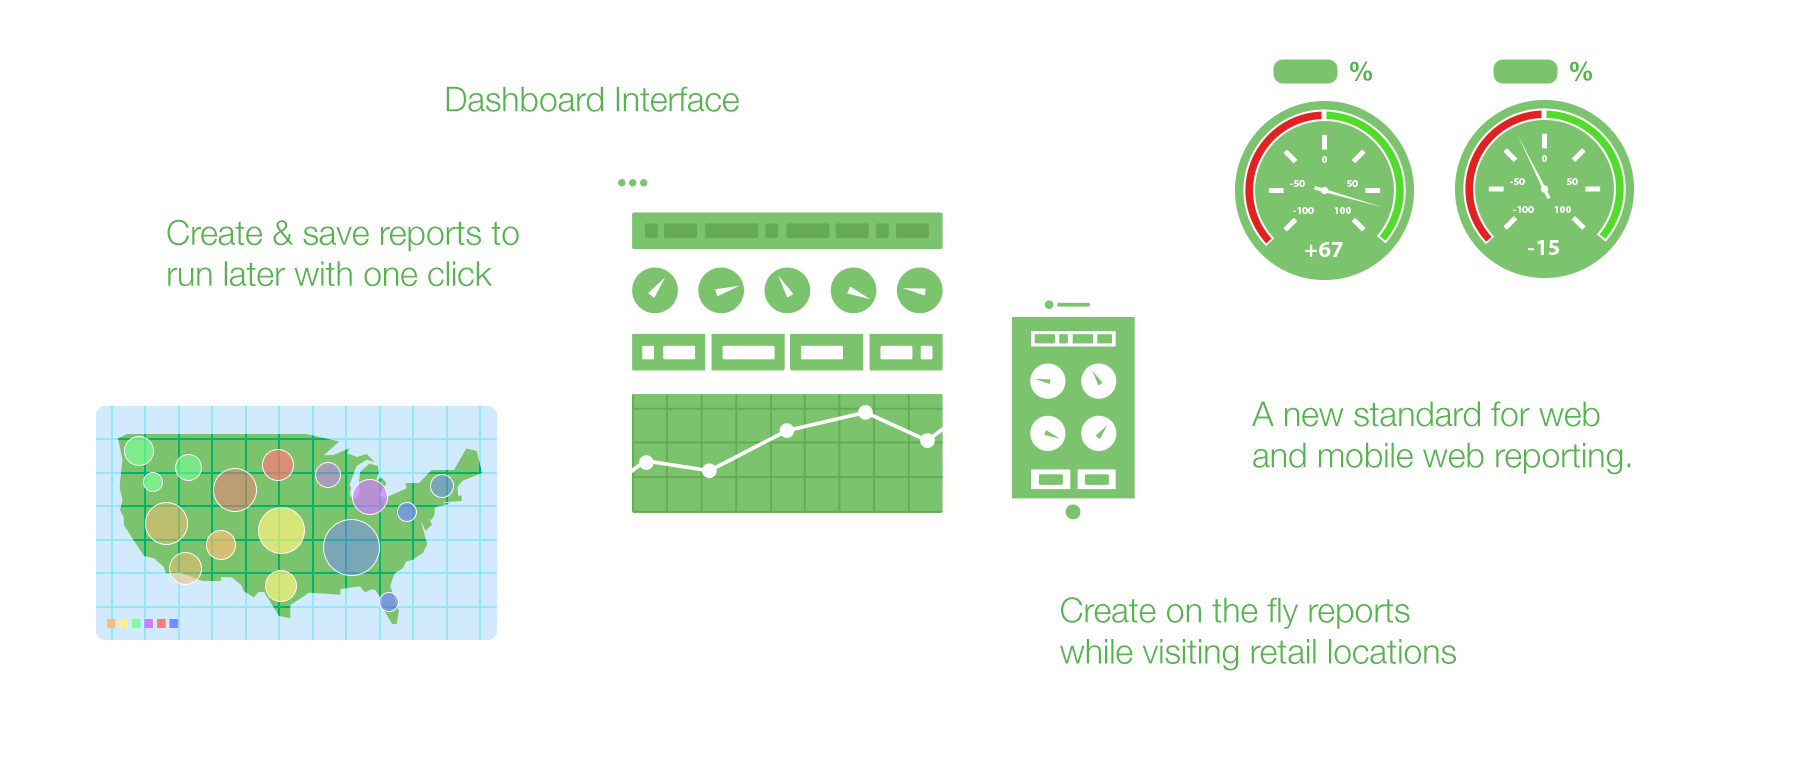 Dashboard Interface
Create & save reports to
run later with one click
%
0
-50
50
-100
100
+67
%
0
-50
50
-100
100
-15
A new standard for web
and mobile web reporting.
Create on the fly reports
while visiting retail locations